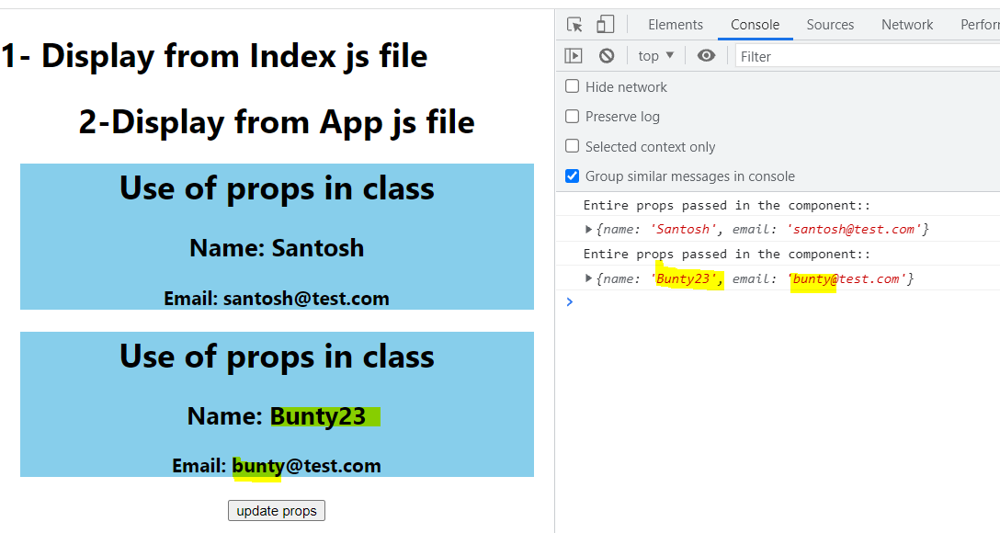 1- Display from Index js file
2-Display from App js file
Use of props in class
Name: Santosh
Email: santosh@test.com
Use of props in class
Name: Bunty23
Email: bunty@test.com
update props
Elements Console Sources Network Perfor
top ▼ Filter
Hide network
Preserve log
Selected context only
Group similar messages in console
Entire props passed in the component::
▶{name: 'Santosh', email: 'santosh@test.com'}
Entire props passed in the component::
▶{name: 'Bunty23', email: 'bunty@test.com'}
>